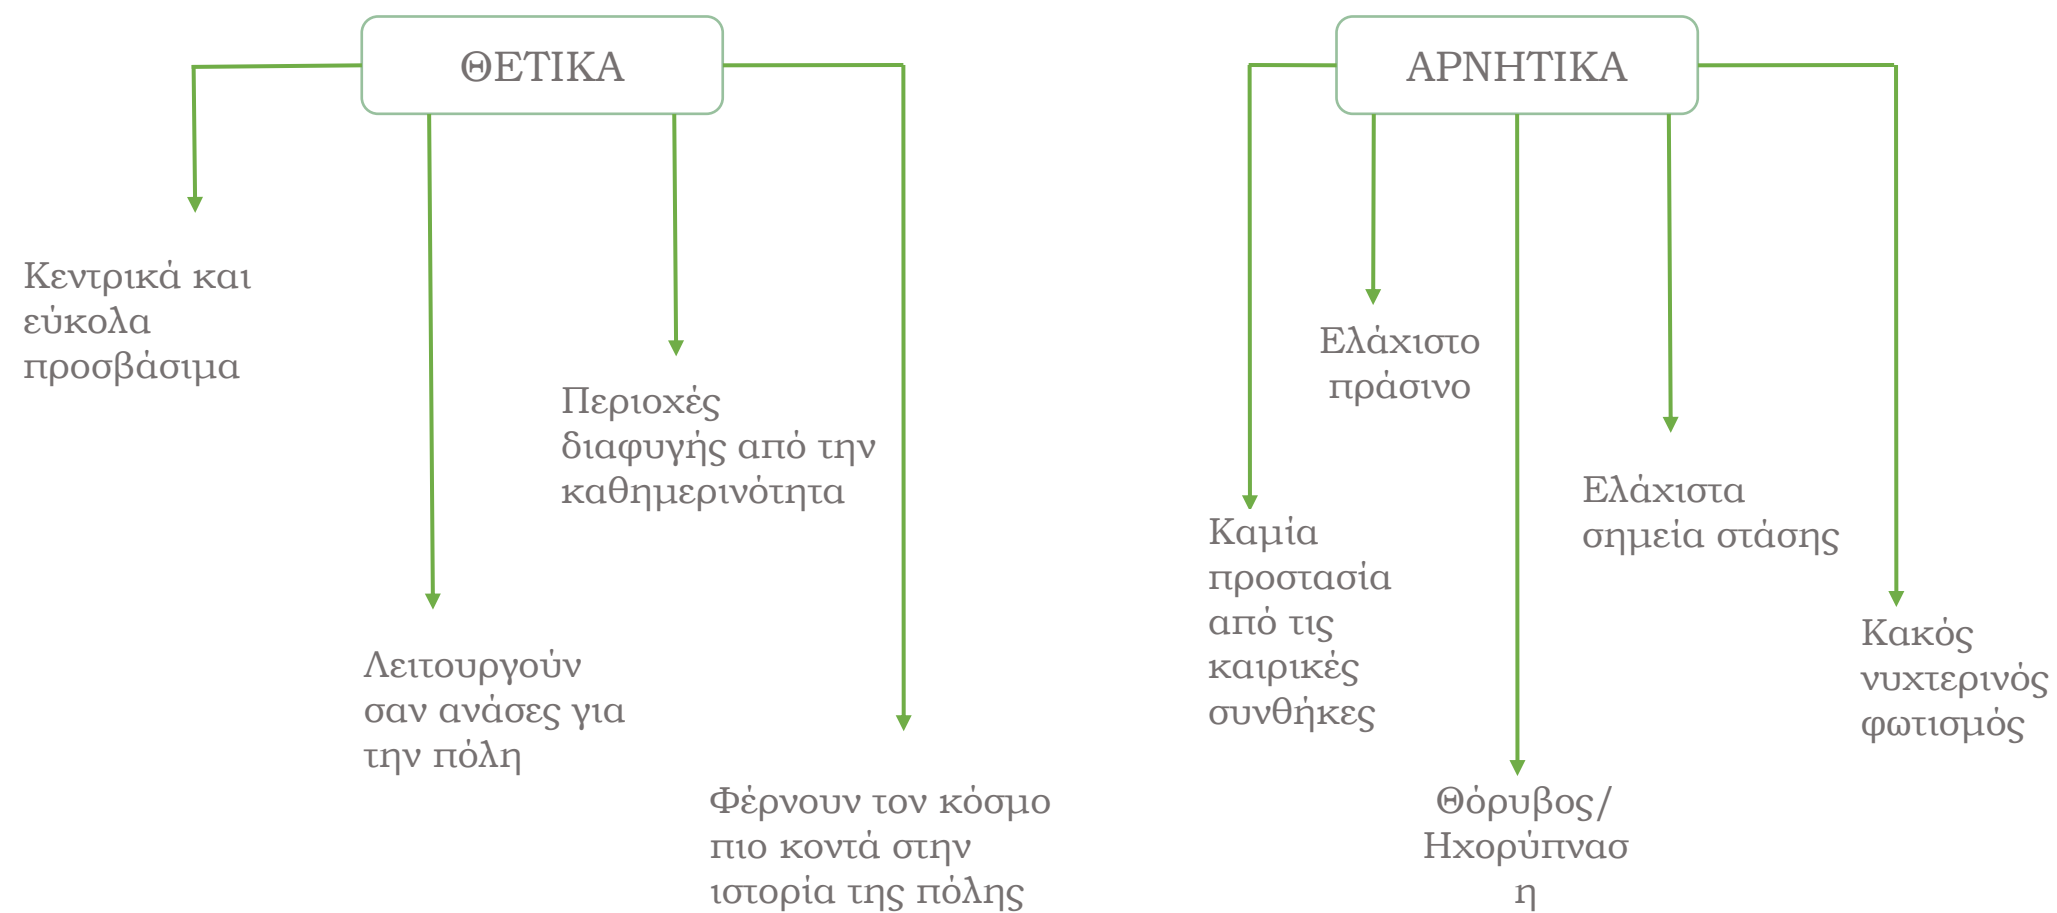 ΘΕΤΙΚΑ
Κεντρικά και
εύκολα
προσβάσιμα
Λειτουργούν
σαν ανάσες για
την πόλη
Περιοχές
διαφυγής από την
καθημερινότητα
Φέρνουν τον κόσμο
πιο κοντά στην
ιστορία της πόλης
ΑΡΝΗΤΙΚΑ
Καμία
προστασία
από τις
καιρικές
συνθήκες
Ελάχιστο
πράσινο
Θόρυβος/
Ηχορύπνασ
η
Ελάχιστα
σημεία στάσης
Κακός
νυχτερινός
φωτισμός